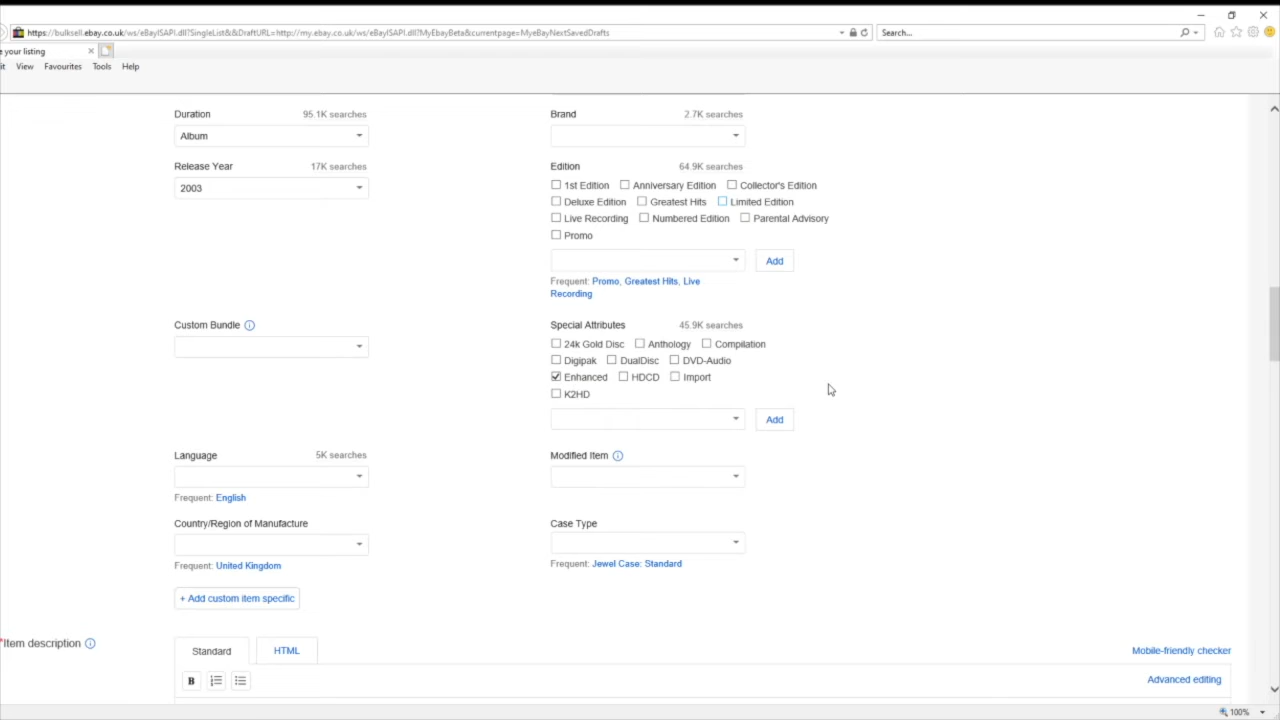 https://bulksell.ebay.co.uk/ws/eBayISAPI.dll?SingleList&&DraftURL=http://my.ebay.co.uk/ws/eBayISAPI.dll?MyEbayBeta&currentpage=MyeBayNextSavedDrafts Search...
e your listing
it View Favourites Tools Help
Duration 95.1K searches Brand 2.7K searches
Album
Release Year 17K searches Edition 64.9K searches
2003 1st Edition Anniversary Edition Collector's Edition
Deluxe Edition Greatest Hits Limited Edition
Live Recording Numbered Edition Parental Advisory
Promo
Add
Frequent: Promo, Greatest Hits, Live
Recording
Custom Bundle Special Attributes 45.9K searches
24k Gold Disc Anthology Compilation
Digipak DualDisc DVD-Audio
Enhanced HDCD Import
K2HD
Add
Language 5K searches Modified Item
Frequent: English
Country/Region of Manufacture Case Type
Frequent: United Kingdom Frequent: Jewel Case: Standard
+ Add custom item specific
*Item description Standard HTML Mobile-friendly checker
B Advanced editing
100%